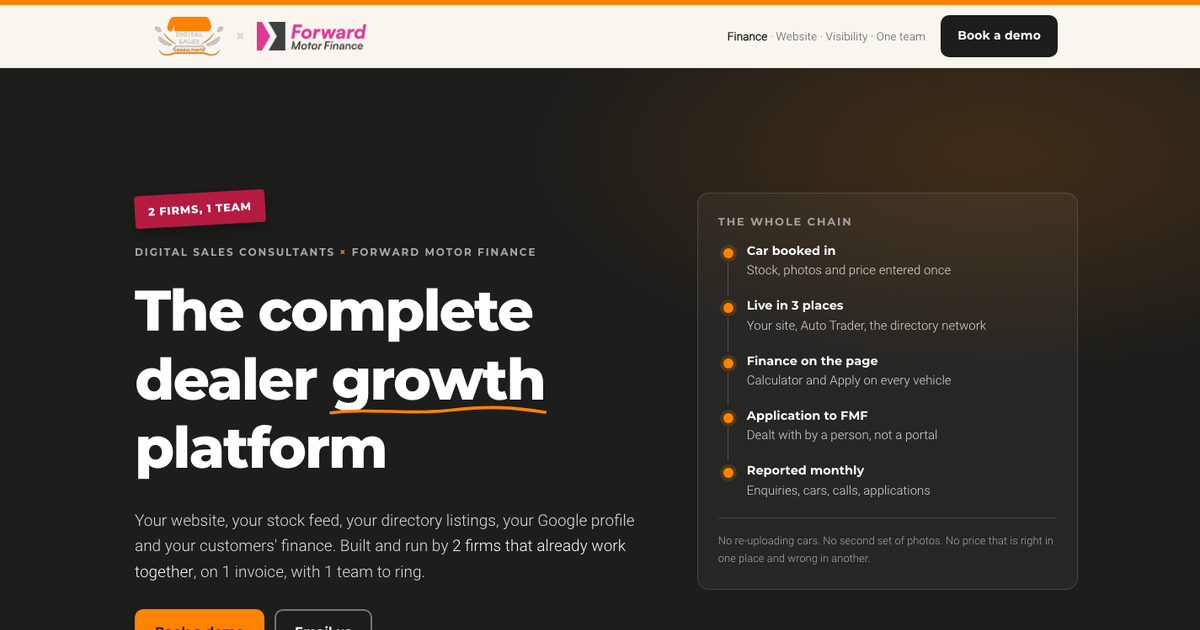 DIGITAL
SALES
CONSULTANTS
×
Forward
Motor Finance
Finance · Website · Visibility · One team
Book a demo
2 FIRMS, 1 TEAM
DIGITAL SALES CONSULTANTS × FORWARD MOTOR FINANCE
The complete
dealer growth
platform
Your website, your stock feed, your directory listings, your Google profile
and your customers' finance. Built and run by 2 firms that already work
together, on 1 invoice, with 1 team to ring.
Book a demo
Email us
THE WHOLE CHAIN
Car booked in
Stock, photos and price entered once
Live in 3 places
Your site, Auto Trader, the directory network
Finance on the page
Calculator and Apply on every vehicle
Application to FMF
Dealt with by a person, not a portal
Reported monthly
Enquiries, cars, calls, applications
No re-uploading cars. No second set of photos. No price that is right in
one place and wrong in another.